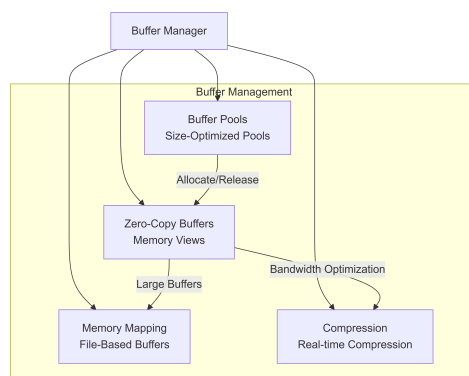 Buffer Manager
Buffer Management
Buffer Pools
Size-Optimized Pools
Allocate/Release
Zero-Copy Buffers
Memory Views
Bandwidth Optimization
Large Buffers
Memory Mapping
File-Based Buffers
Compression
Real-time Compression